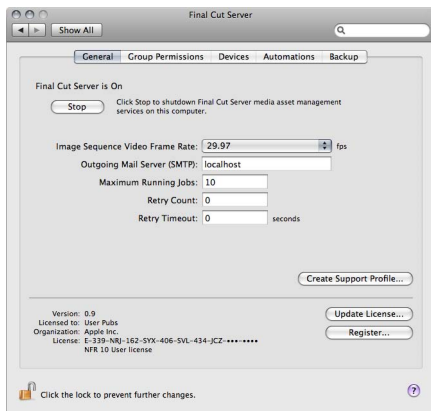 Final Cut Server
Show All
General Group Permissions Devices Automations Backup
Final Cut Server is On
Stop
Click Stop to shutdown Final Cut Server media asset management
services on this computer.
Image Sequence Video Frame Rate: 29.97 fps
Outgoing Mail Server (SMTP): localhost
Maximum Running Jobs: 10
Retry Count: 0
Retry Timeout: 0 seconds
Create Support Profile...
Version: 0.9
Licensed to: User Pubs
Organization: Apple Inc.
License: E-339-NRJ-162-SYX-406-SVL-434-JCZ-•••-••••
NFR 10 User license
Update License...
Register...
Click the lock to prevent further changes.
?